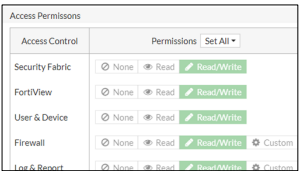 Access Permissons
Access Control Permissions Set All
Security Fabric None Read Read/Write
FortiView None Read Read/Write
User & Device None Read Read/Write
Firewall None Read Read/Write Custom
Log & Report None Read Read/Write Custom